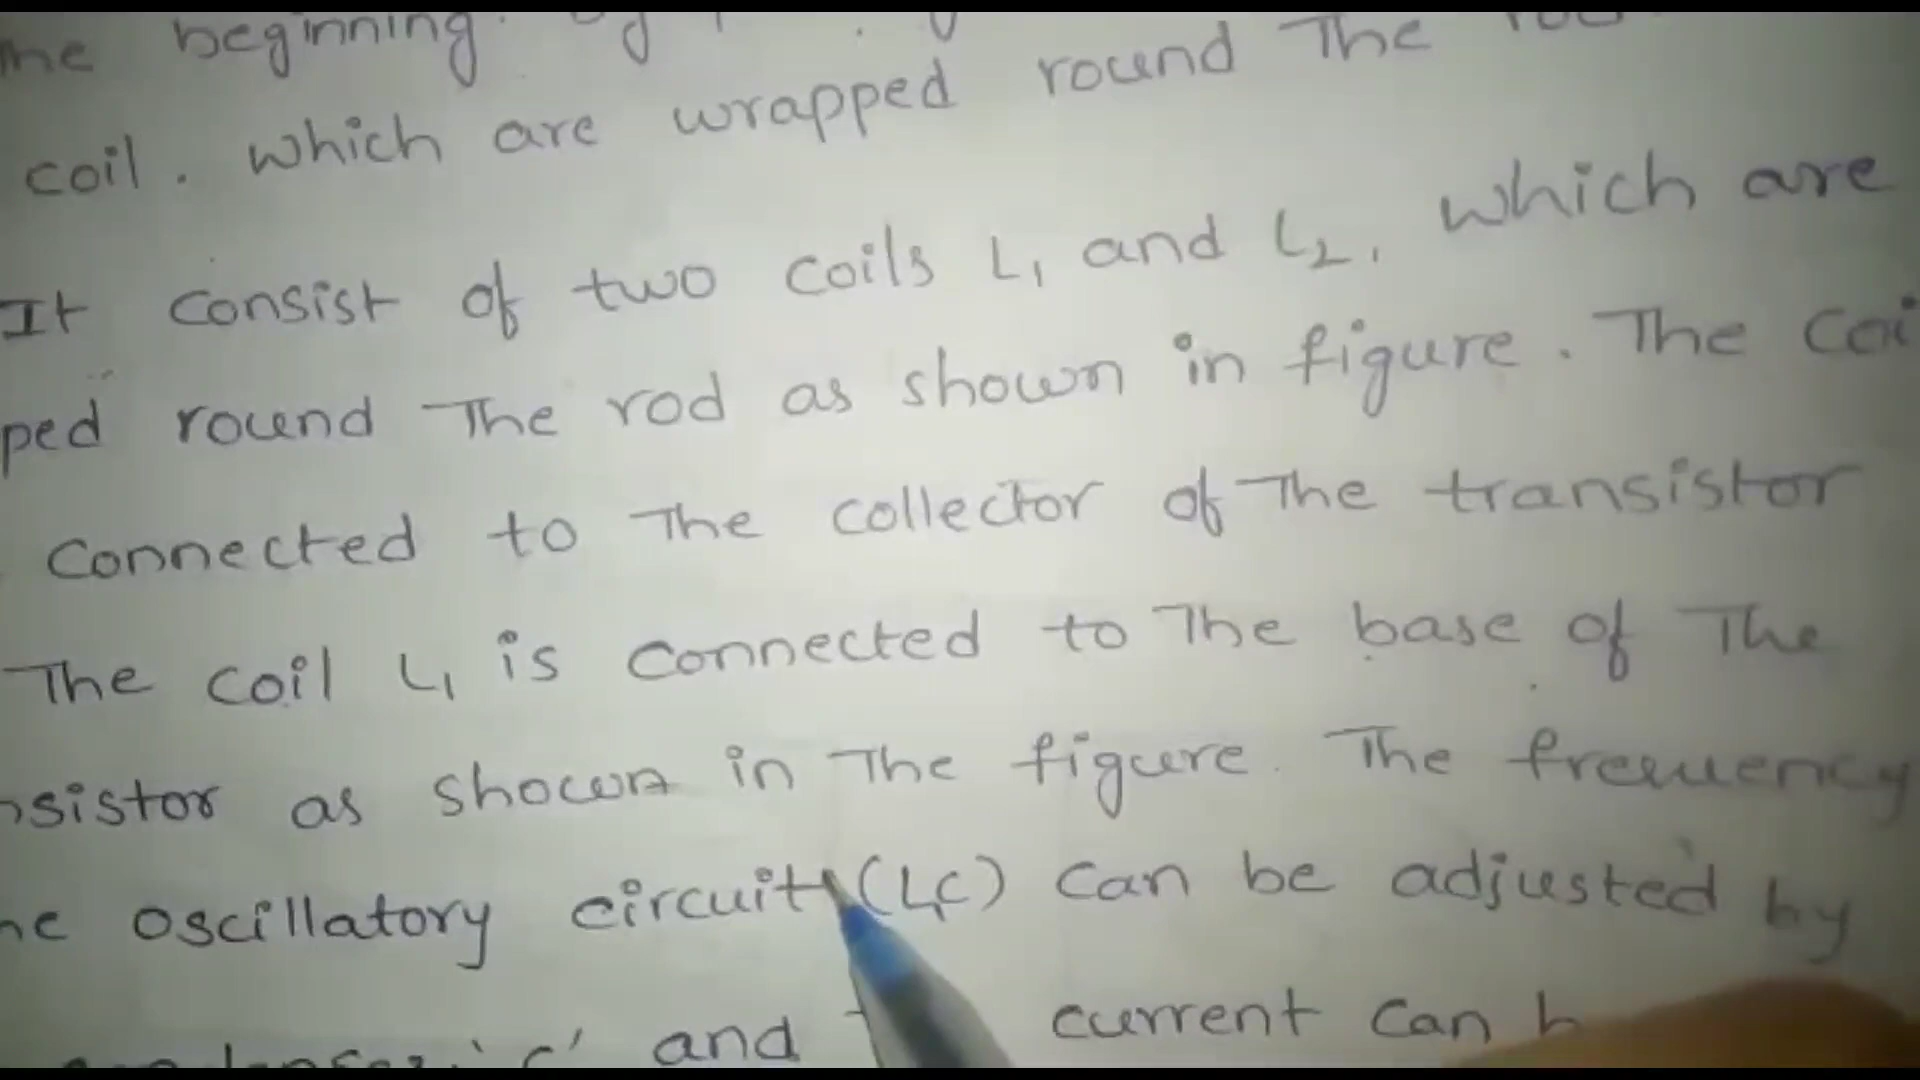 The beginning.
coil. which are wrapped round The
It consist of two coils L1 and L2, which are
ped round The rod as shown in figure. The coi
Connected to The collector of The transistor
The coil L1 is connected to The base of The
nsistor as shown in The figure. The frequency
he oscillatory circuit (L1C) can be adjusted by
'c' and current can